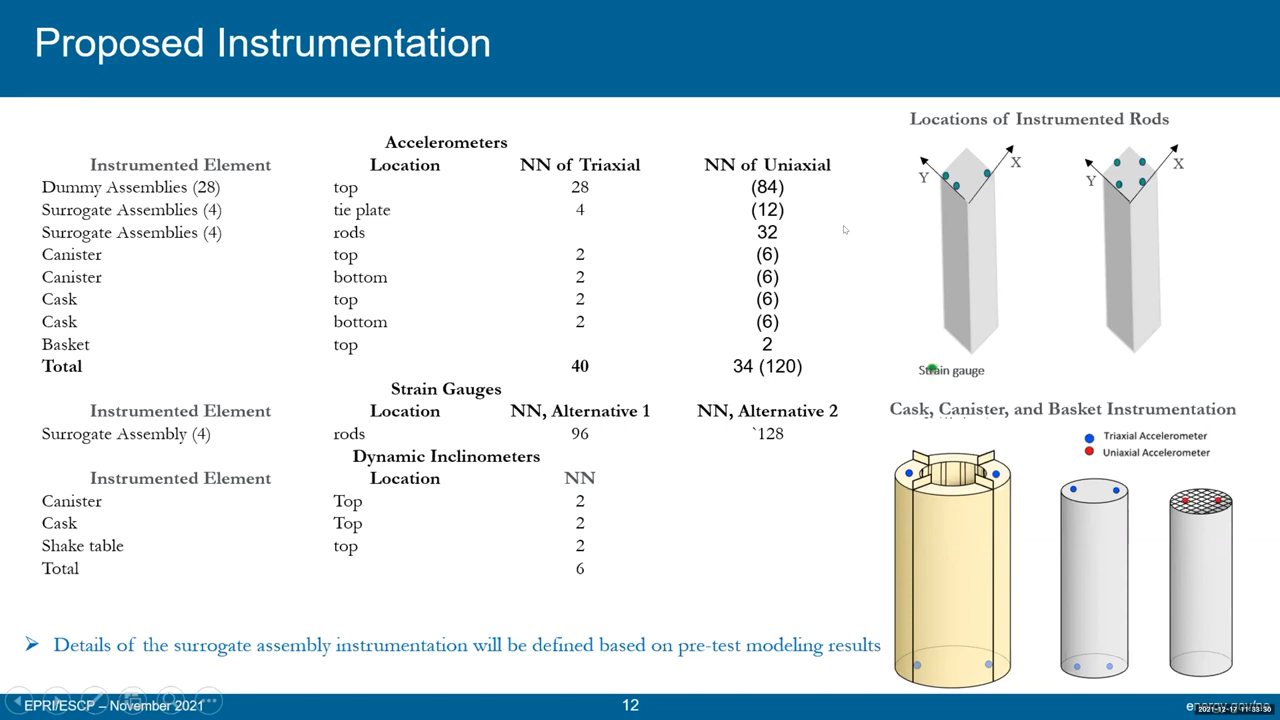 Proposed Instrumentation
Accelerometers
Instrumented Element Location NN of Triaxial NN of Uniaxial
Dummy Assemblies (28) top 28 (84)
Surrogate Assemblies (4) tie plate 4 (12)
Surrogate Assemblies (4) rods 32
Canister top 2 (6)
Canister bottom 2 (6)
Cask top 2 (6)
Cask bottom 2 (6)
Basket top 2
Total 40 34 (120)
Strain Gauges
Instrumented Element Location NN, Alternative 1 NN, Alternative 2
Surrogate Assembly (4) rods 96 `128
Dynamic Inclinometers
Instrumented Element Location NN
Canister Top 2
Cask Top 2
Shake table top 2
Total 6
Details of the surrogate assembly instrumentation will be defined based on pre-test modeling results
Locations of Instrumented Rods
Y X
Y X
Strain gauge
Cask, Canister, and Basket Instrumentation
Triaxial Accelerometer
Uniaxial Accelerometer
EPRI/ESCP – November 2021
12
2021-12-17 11:33:30